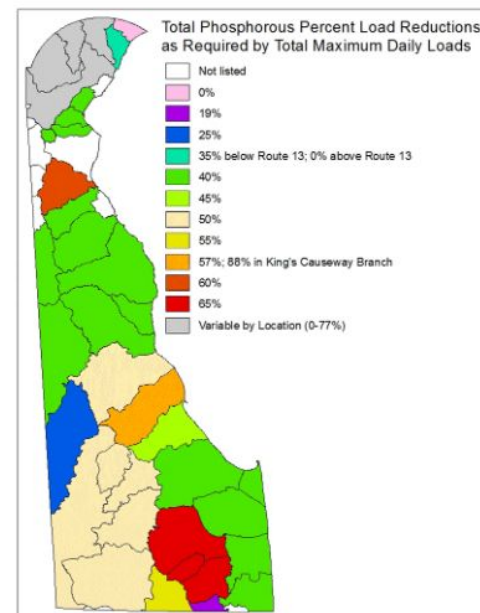 Total Phosphorous Percent Load Reductions
as Required by Total Maximum Daily Loads
Not listed
0%
19%
25%
35% below Route 13; 0% above Route 13
40%
45%
50%
55%
57%; 88% in King's Causeway Branch
60%
65%
Variable by Location (0-77%)